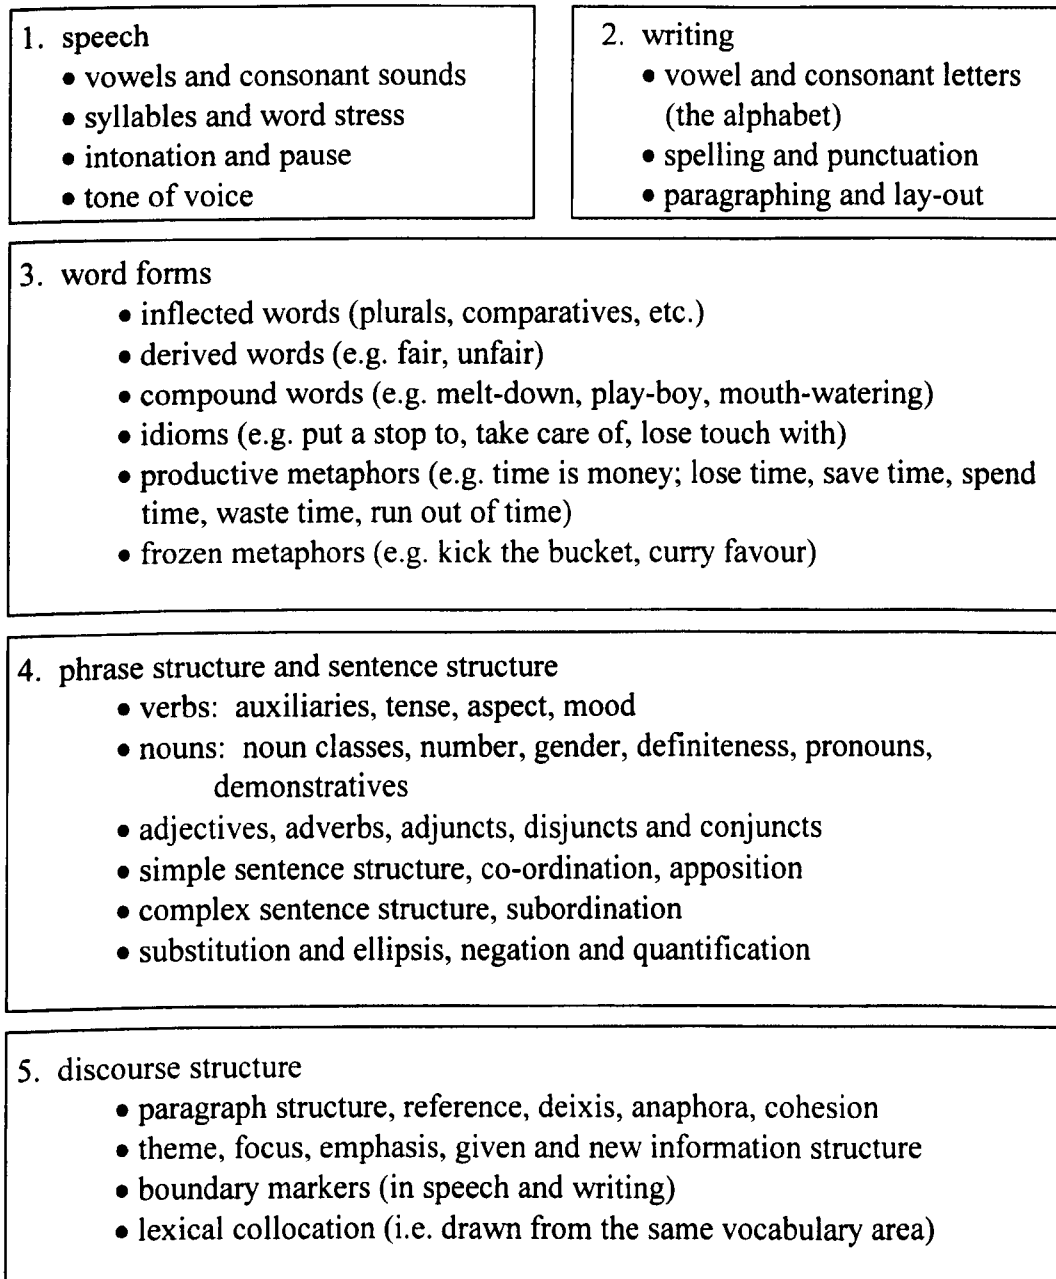 1. speech
• vowels and consonant sounds
• syllables and word stress
• intonation and pause
• tone of voice
2. writing
• vowel and consonant letters
(the alphabet)
• spelling and punctuation
• paragraphing and lay-out
3. word forms
• inflected words (plurals, comparatives, etc.)
• derived words (e.g. fair, unfair)
• compound words (e.g. melt-down, play-boy, mouth-watering)
• idioms (e.g. put a stop to, take care of, lose touch with)
• productive metaphors (e.g. time is money; lose time, save time, spend
time, waste time, run out of time)
• frozen metaphors (e.g. kick the bucket, curry favour)
4. phrase structure and sentence structure
• verbs: auxiliaries, tense, aspect, mood
• nouns: noun classes, number, gender, definiteness, pronouns,
demonstratives
• adjectives, adverbs, adjuncts, disjuncts and conjuncts
• simple sentence structure, co-ordination, apposition
• complex sentence structure, subordination
• substitution and ellipsis, negation and quantification
5. discourse structure
• paragraph structure, reference, deixis, anaphora, cohesion
• theme, focus, emphasis, given and new information structure
• boundary markers (in speech and writing)
• lexical collocation (i.e. drawn from the same vocabulary area)